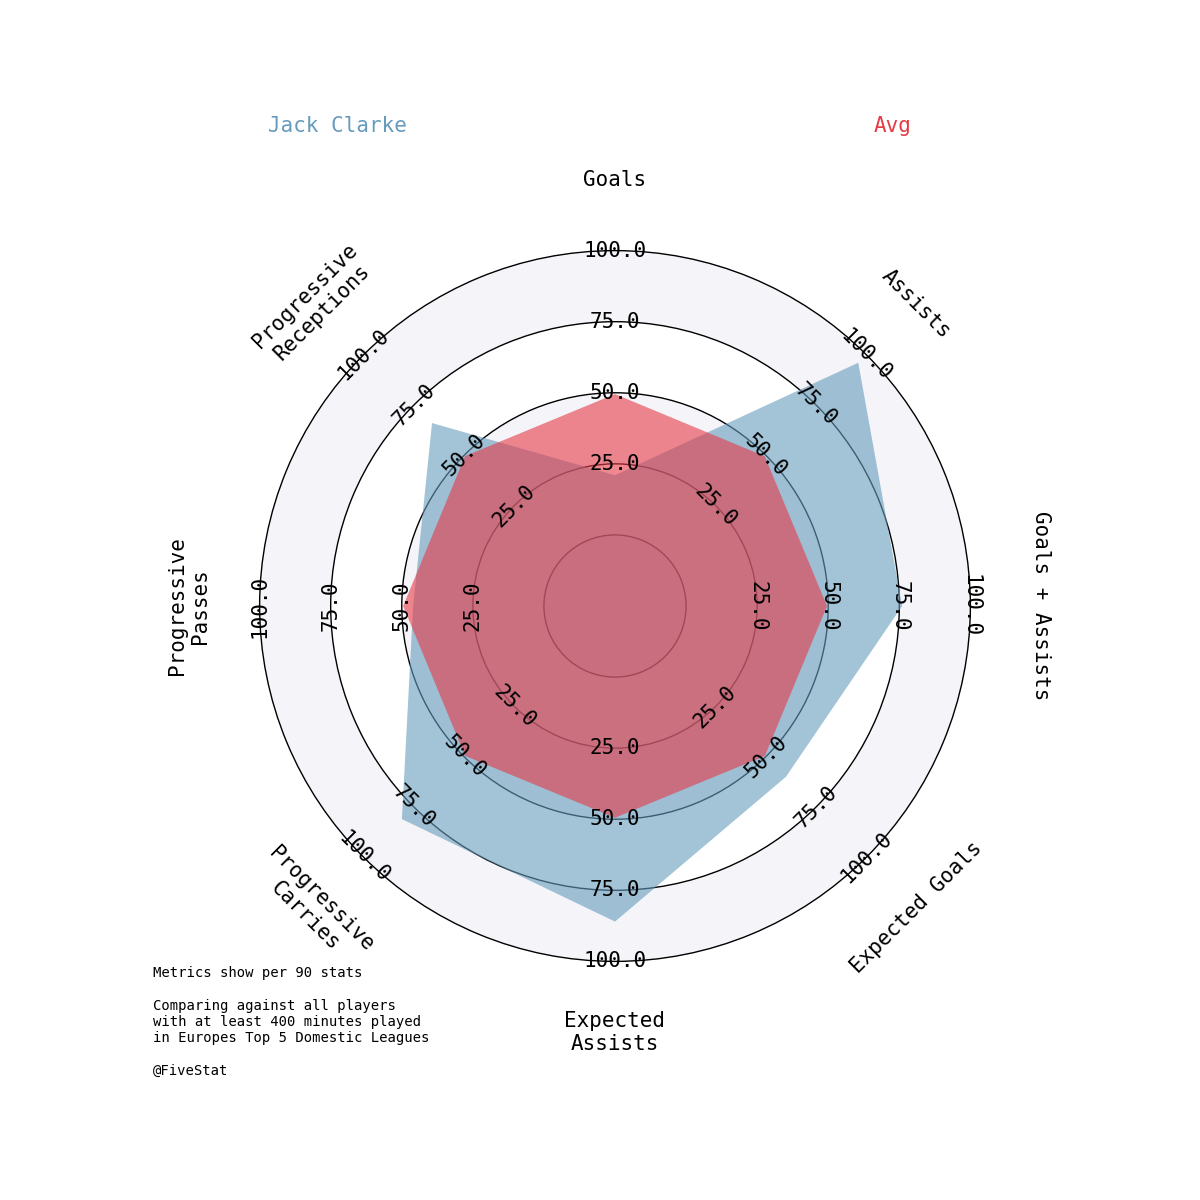 Jack Clarke
Avg
Goals
Assists
Goals + Assists
Expected Goals
Expected
Assists
Progressive
Carries
Progressive
Passes
Progressive
Receptions
25.0
50.0
75.0
100.0
25.0
50.0
75.0
100.0
25.0
50.0
75.0
100.0
25.0
50.0
75.0
100.0
25.0
50.0
75.0
100.0
25.0
50.0
75.0
100.0
25.0
50.0
75.0
100.0
25.0
50.0
75.0
100.0
Metrics show per 90 stats
Comparing against all players
with at least 400 minutes played
in Europes Top 5 Domestic Leagues
@FiveStat